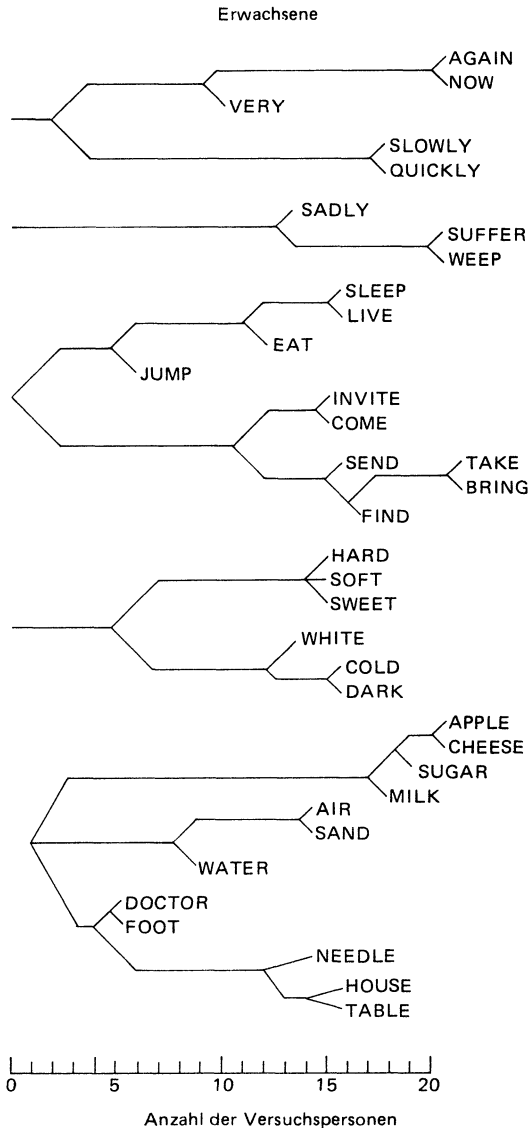 Erwachsene
AGAIN
NOW
VERY
SLOWLY
QUICKLY
SADLY
SUFFER
WEEP
SLEEP
LIVE
EAT
JUMP
INVITE
COME
SEND
TAKE
BRING
FIND
HARD
SOFT
SWEET
WHITE
COLD
DARK
APPLE
CHEESE
SUGAR
MILK
AIR
SAND
WATER
DOCTOR
FOOT
NEEDLE
HOUSE
TABLE
0 5 10 15 20
Anzahl der Versuchspersonen